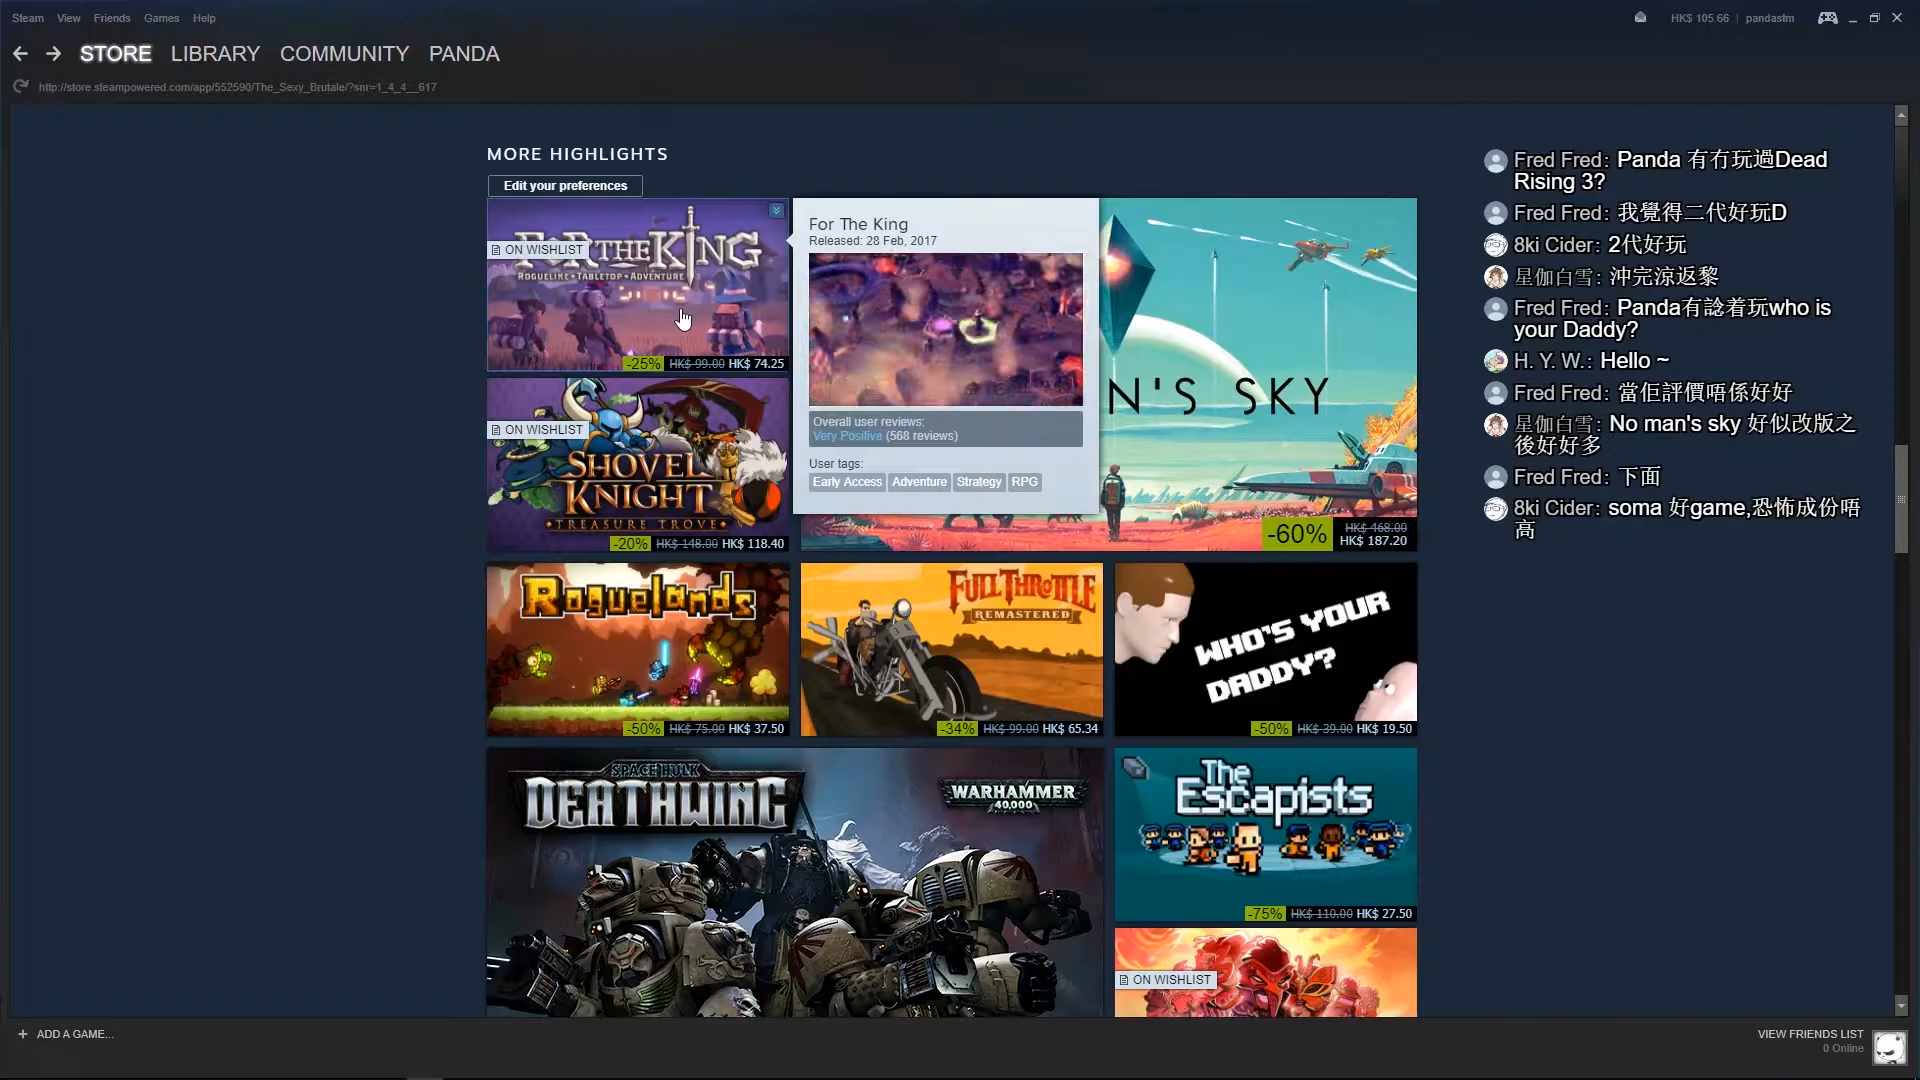 Steam View Friends Games Help
HK$ 105.66 | pandastm
STORE LIBRARY COMMUNITY PANDA
http://store.steampowered.com/app/552590/The_Sexy_Brutale/?snr=1_4_4__617
MORE HIGHLIGHTS
Edit your preferences
FOR THE KING
ROGUELIKE • TABLETOP • ADVENTURE
ON WISHLIST
-25% HK$ 99.00 HK$ 74.25
For The King
Released: 28 Feb, 2017
Overall user reviews:
Very Positive (568 reviews)
User tags:
Early Access Adventure Strategy RPG
N'S SKY
-60% HK$ 468.00
HK$ 187.20
ON WISHLIST
SHOVEL
KNIGHT
• TREASURE TROVE •
-20% HK$ 148.00 HK$ 118.40
Roguelands
-50% HK$ 75.00 HK$ 37.50
FULL THROTTLE
REMASTERED
-34% HK$ 99.00 HK$ 65.34
WHO'S YOUR
DADDY?
-50% HK$ 39.00 HK$ 19.50
SPACE HULK
DEATHWING
WARHAMMER
40,000
The
Escapists
-75% HK$ 110.00 HK$ 27.50
ON WISHLIST
Fred Fred: Panda 有冇玩過Dead
Rising 3?
Fred Fred: 我覺得二代好玩D
8ki Cider: 2代好玩
星伽白雪: 沖完涼返黎
Fred Fred: Panda有諗着玩who is
your Daddy?
H. Y. W.: Hello ~
Fred Fred: 當佢評價唔係好好
星伽白雪: No man's sky 好似改版之
後好好多
Fred Fred: 下面
8ki Cider: soma 好game,恐怖成份唔
高
+ ADD A GAME...
VIEW FRIENDS LIST
0 Online